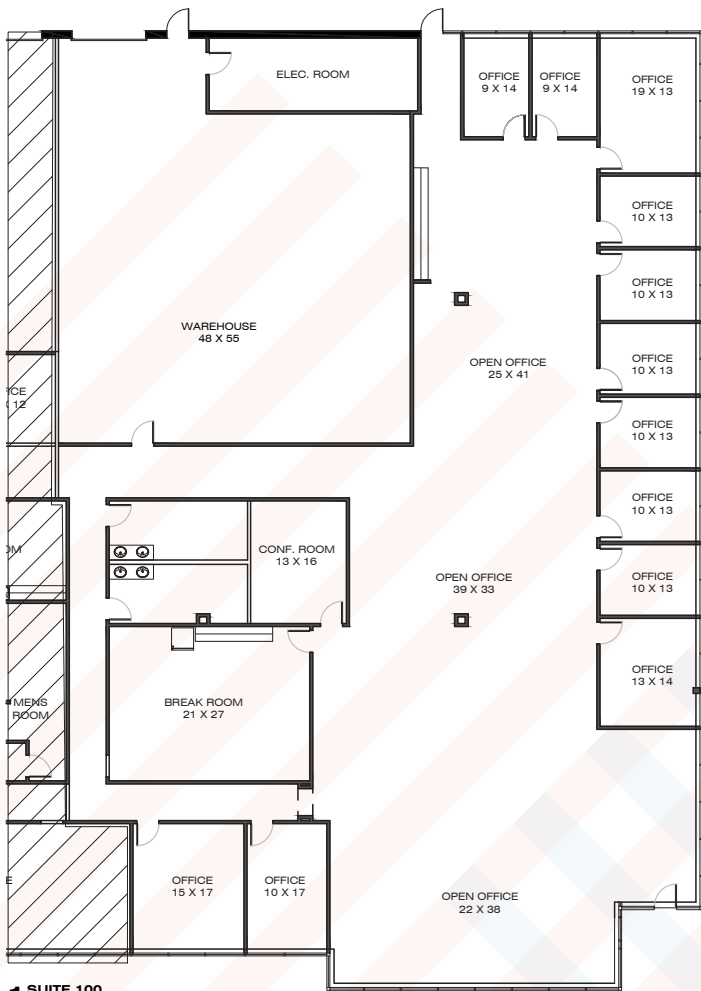 ELEC. ROOM
OFFICE
9 X 14
OFFICE
9 X 14
OFFICE
19 X 13
OFFICE
10 X 13
OFFICE
10 X 13
WAREHOUSE
48 X 55
OPEN OFFICE
25 X 41
OFFICE
10 X 13
X 12
OFFICE
10 X 13
OFFICE
10 X 13
CONF. ROOM
13 X 16
OPEN OFFICE
39 X 33
OFFICE
10 X 13
OFFICE
13 X 14
MENS
ROOM
BREAK ROOM
21 X 27
OFFICE
15 X 17
OFFICE
10 X 17
OPEN OFFICE
22 X 38
SUITE 100